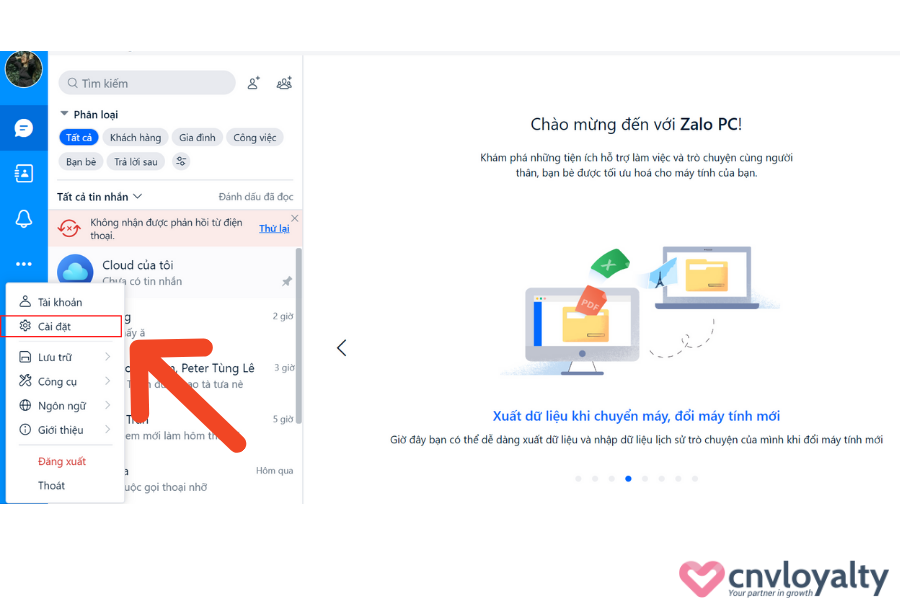 Tìm kiếm
Phân loại
Tất cả
Khách hàng
Gia đình
Công việc
Bạn bè
Trả lời sau
Tất cả tin nhắn
Đánh dấu đã đọc
Không nhận được phản hồi từ điện
thoại.
Thử lại
Cloud của tôi
Chưa có tin nhắn
2 giờ
Peter Tùng Lê
3 giờ
tà tưa nè
5 giờ
em mới làm hôm
Hôm qua
gọi thoại nhỡ
Tài khoản
Cài đặt
Lưu trữ
Công cụ
Ngôn ngữ
Giới thiệu
Đăng xuất
Thoát
Chào mừng đến với Zalo PC!
Khám phá những tiện ích hỗ trợ làm việc và trò chuyện cùng người
thân, bạn bè được tối ưu hoá cho máy tính của bạn.
PDF
Xuất dữ liệu khi chuyển máy, đổi máy tính mới
Giờ đây bạn có thể dễ dàng xuất dữ liệu và nhập dữ liệu lịch sử trò chuyện của mình khi đổi máy tính mới
cnvloyalty
Your partner in growth